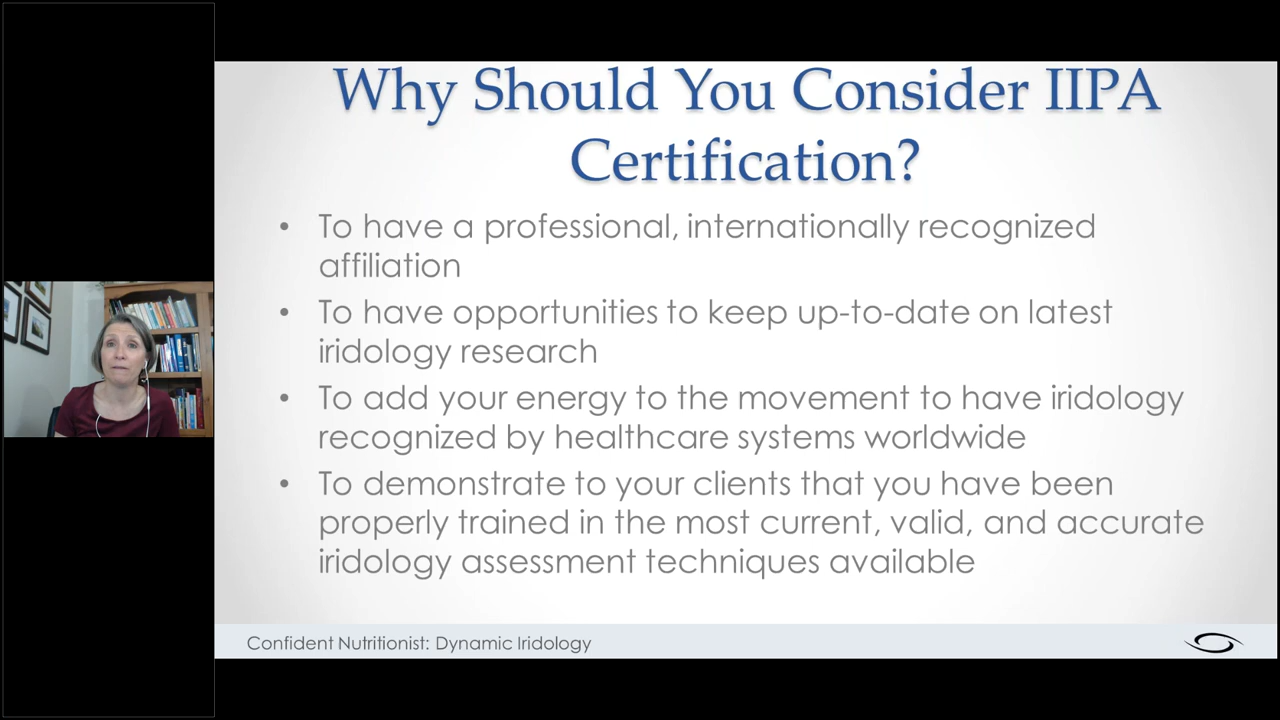 Why Should You Consider IIPA
Certification?
• To have a professional, internationally recognized
affiliation
• To have opportunities to keep up-to-date on latest
iridology research
• To add your energy to the movement to have iridology
recognized by healthcare systems worldwide
• To demonstrate to your clients that you have been
properly trained in the most current, valid, and accurate
iridology assessment techniques available
Confident Nutritionist: Dynamic Iridology